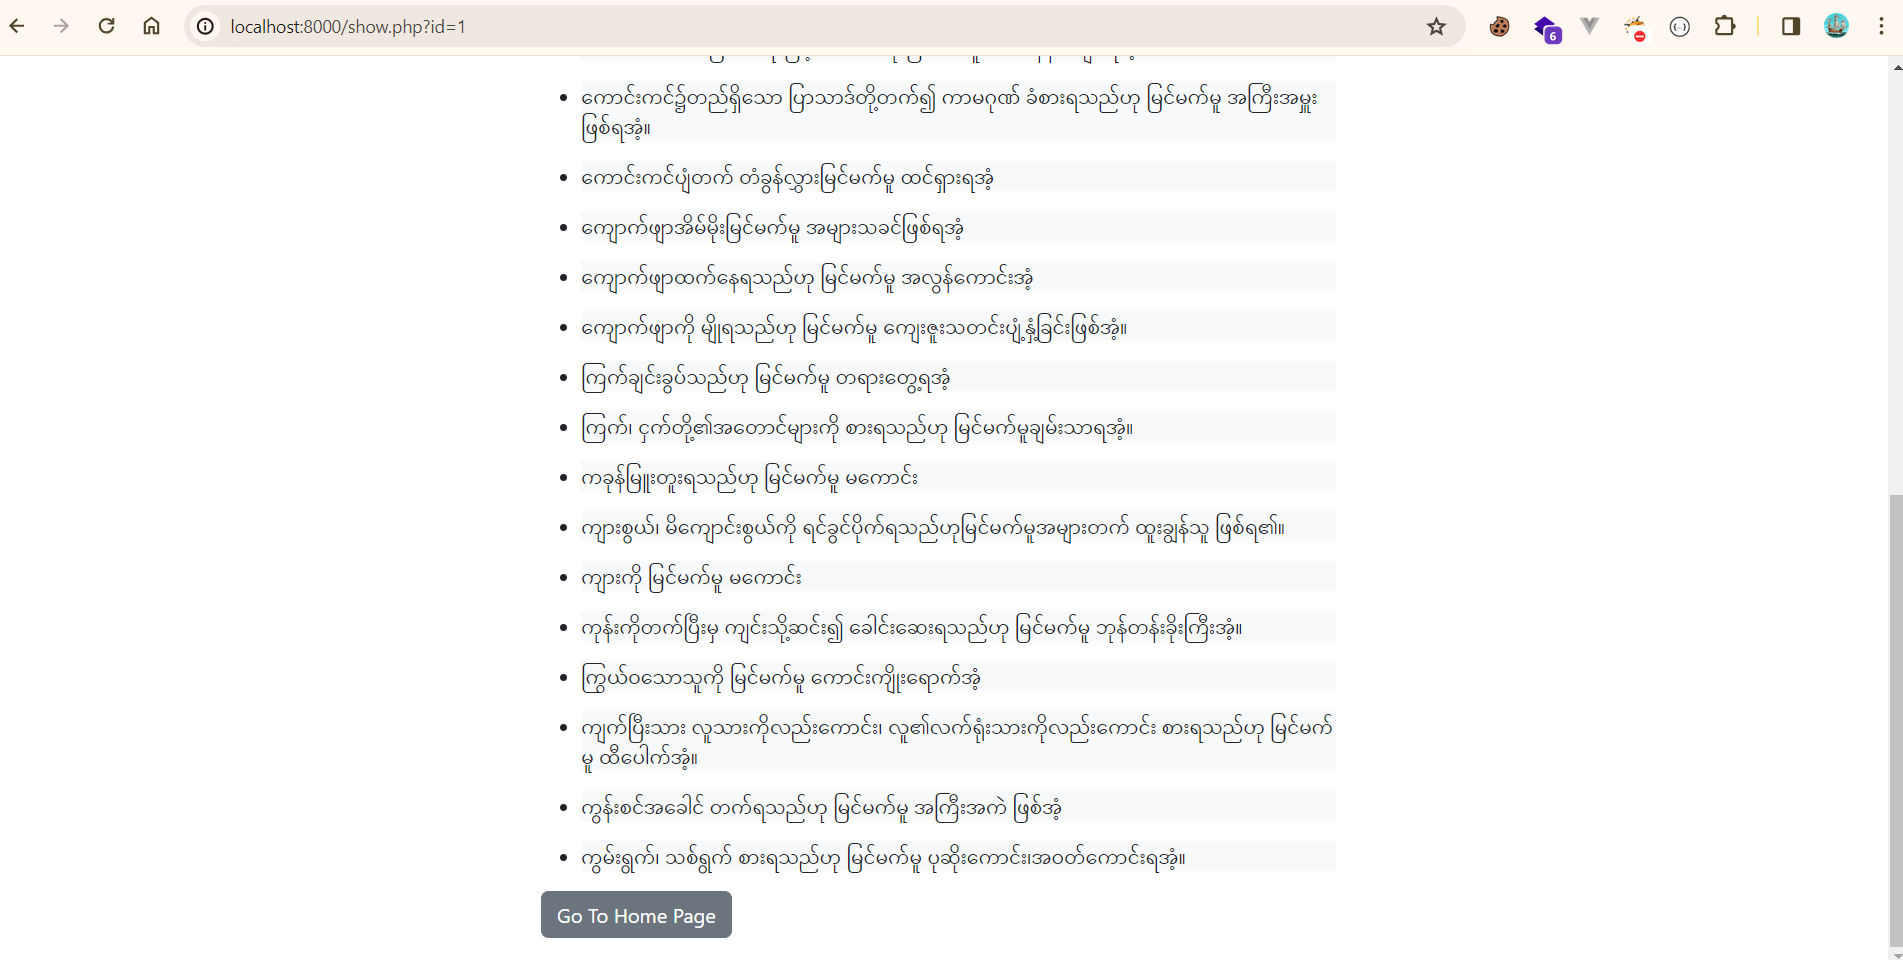 localhost:8000/show.php?id=1
6
ကောင်းကင်၌တည်ရှိသော ပြာသာဒ်တို့တက်၍ ကာမဂုဏ် ခံစားရသည်ဟု မြင်မက်မူ အကြီးအမှူး
ဖြစ်ရအံ့။
ကောင်းကင်ပျံတက် တံခွန်လွှားမြင်မက်မူ ထင်ရှားရအံ့
ကျောက်ဖျာအိမ်မိုးမြင်မက်မူ အများသခင်ဖြစ်ရအံ့
ကျောက်ဖျာထက်နေရသည်ဟု မြင်မက်မူ အလွန်ကောင်းအံ့
ကျောက်ဖျာကို မျိုရသည်ဟု မြင်မက်မူ ကျေးဇူးသတင်းပျံ့နှံ့ခြင်းဖြစ်အံ့။
ကြက်ချင်းခွပ်သည်ဟု မြင်မက်မူ တရားတွေ့ရအံ့
ကြက်၊ ငှက်တို့၏အတောင်များကို စားရသည်ဟု မြင်မက်မူချမ်းသာရအံ့။
ကခုန်မြူးတူးရသည်ဟု မြင်မက်မူ မကောင်း
ကျားစွယ်၊ မိကျောင်းစွယ်ကို ရင်ခွင်ပိုက်ရသည်ဟုမြင်မက်မူအများတက် ထူးချွန်သူ ဖြစ်ရ၏။
ကျားကို မြင်မက်မူ မကောင်း
ကုန်းကိုတက်ပြီးမှ ကျင်းသို့ဆင်း၍ ခေါင်းဆေးရသည်ဟု မြင်မက်မူ ဘုန်တန်းခိုးကြီးအံ့။
ကြွယ်ဝသောသူကို မြင်မက်မူ ကောင်းကျိုးရောက်အံ့
ကျက်ပြီးသား လူသားကိုလည်းကောင်း၊ လူ၏လက်ရုံးသားကိုလည်းကောင်း စားရသည်ဟု မြင်မက်
မူ ထီပေါက်အံ့။
ကွန်းစင်အခေါင် တက်ရသည်ဟု မြင်မက်မူ အကြီးအကဲ ဖြစ်အံ့
ကွမ်းရွက်၊ သစ်ရွက် စားရသည်ဟု မြင်မက်မူ ပုဆိုးကောင်း၊အဝတ်ကောင်းရအံ့။
Go To Home Page